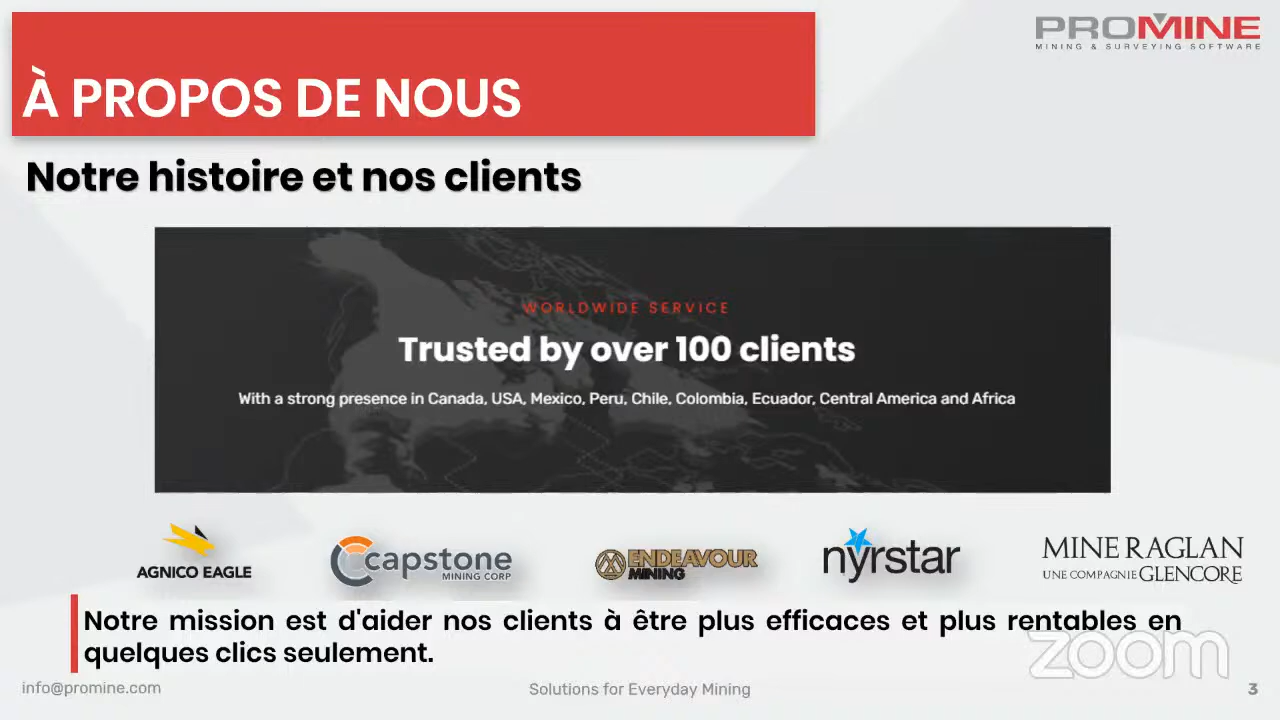 PROMINE
MINING & SURVEYING SOFTWARE
À PROPOS DE NOUS
Notre histoire et nos clients
WORLDWIDE SERVICE
Trusted by over 100 clients
With a strong presence in Canada, USA, Mexico, Peru, Chile, Colombia, Ecuador, Central America and Africa
AGNICO EAGLE
capstone
MINING CORP
ENDEAVOUR
MINING
nyrstar
MINE RAGLAN
UNE COMPAGNIE GLENCORE
Notre mission est d'aider nos clients à être plus efficaces et plus rentables en
quelques clics seulement.
zoom
info@promine.com
Solutions for Everyday Mining
3